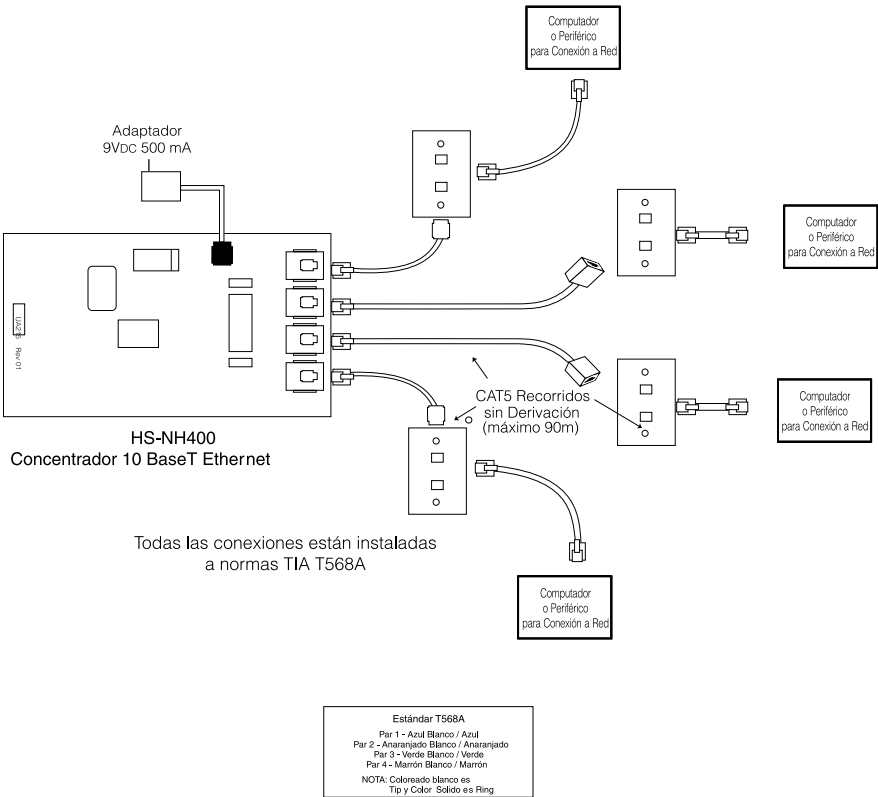 Computador
o Periférico
para Conexión a Red
Adaptador
9VDC 500 mA
Computador
o Periférico
para Conexión a Red
UA216 Rev 01
CAT5 Recorridos
sin Derivación
(máximo 90m)
Computador
o Periférico
para Conexión a Red
HS-NH400
Concentrador 10 BaseT Ethernet
Todas las conexiones están instaladas
a normas TIA T568A
Computador
o Periférico
para Conexión a Red
Estándar T568A
Par 1 - Azul Blanco / Azul
Par 2 - Anaranjado Blanco / Anaranjado
Par 3 - Verde Blanco / Verde
Par 4 - Marrón Blanco / Marrón
NOTA: Coloreado blanco es
Tip y Color Solido es Ring